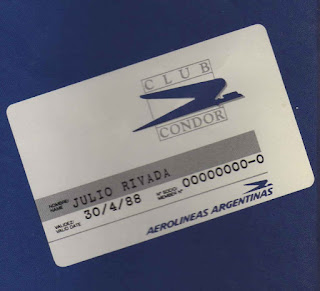 CLUB
CONDOR
NOMBRE
NAME
JULIO RIVADA
VALIDEZ
VALID DATE
30/4/88
Nº SOCIO
MEMBER Nº
00000000-0
AEROLINEAS ARGENTINAS